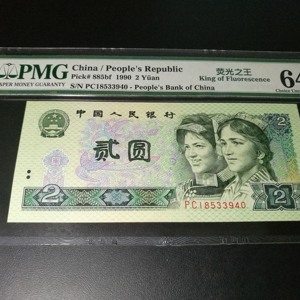 PMG
PAPER MONEY GUARANTY
China / People's Republic
Pick# 885bf 1990 2 Yüan
S/N PC18533940 - People's Bank of China
荧光之王
King of Fluorescence
64
中国人民银行
贰圆
2
2
PC18533940